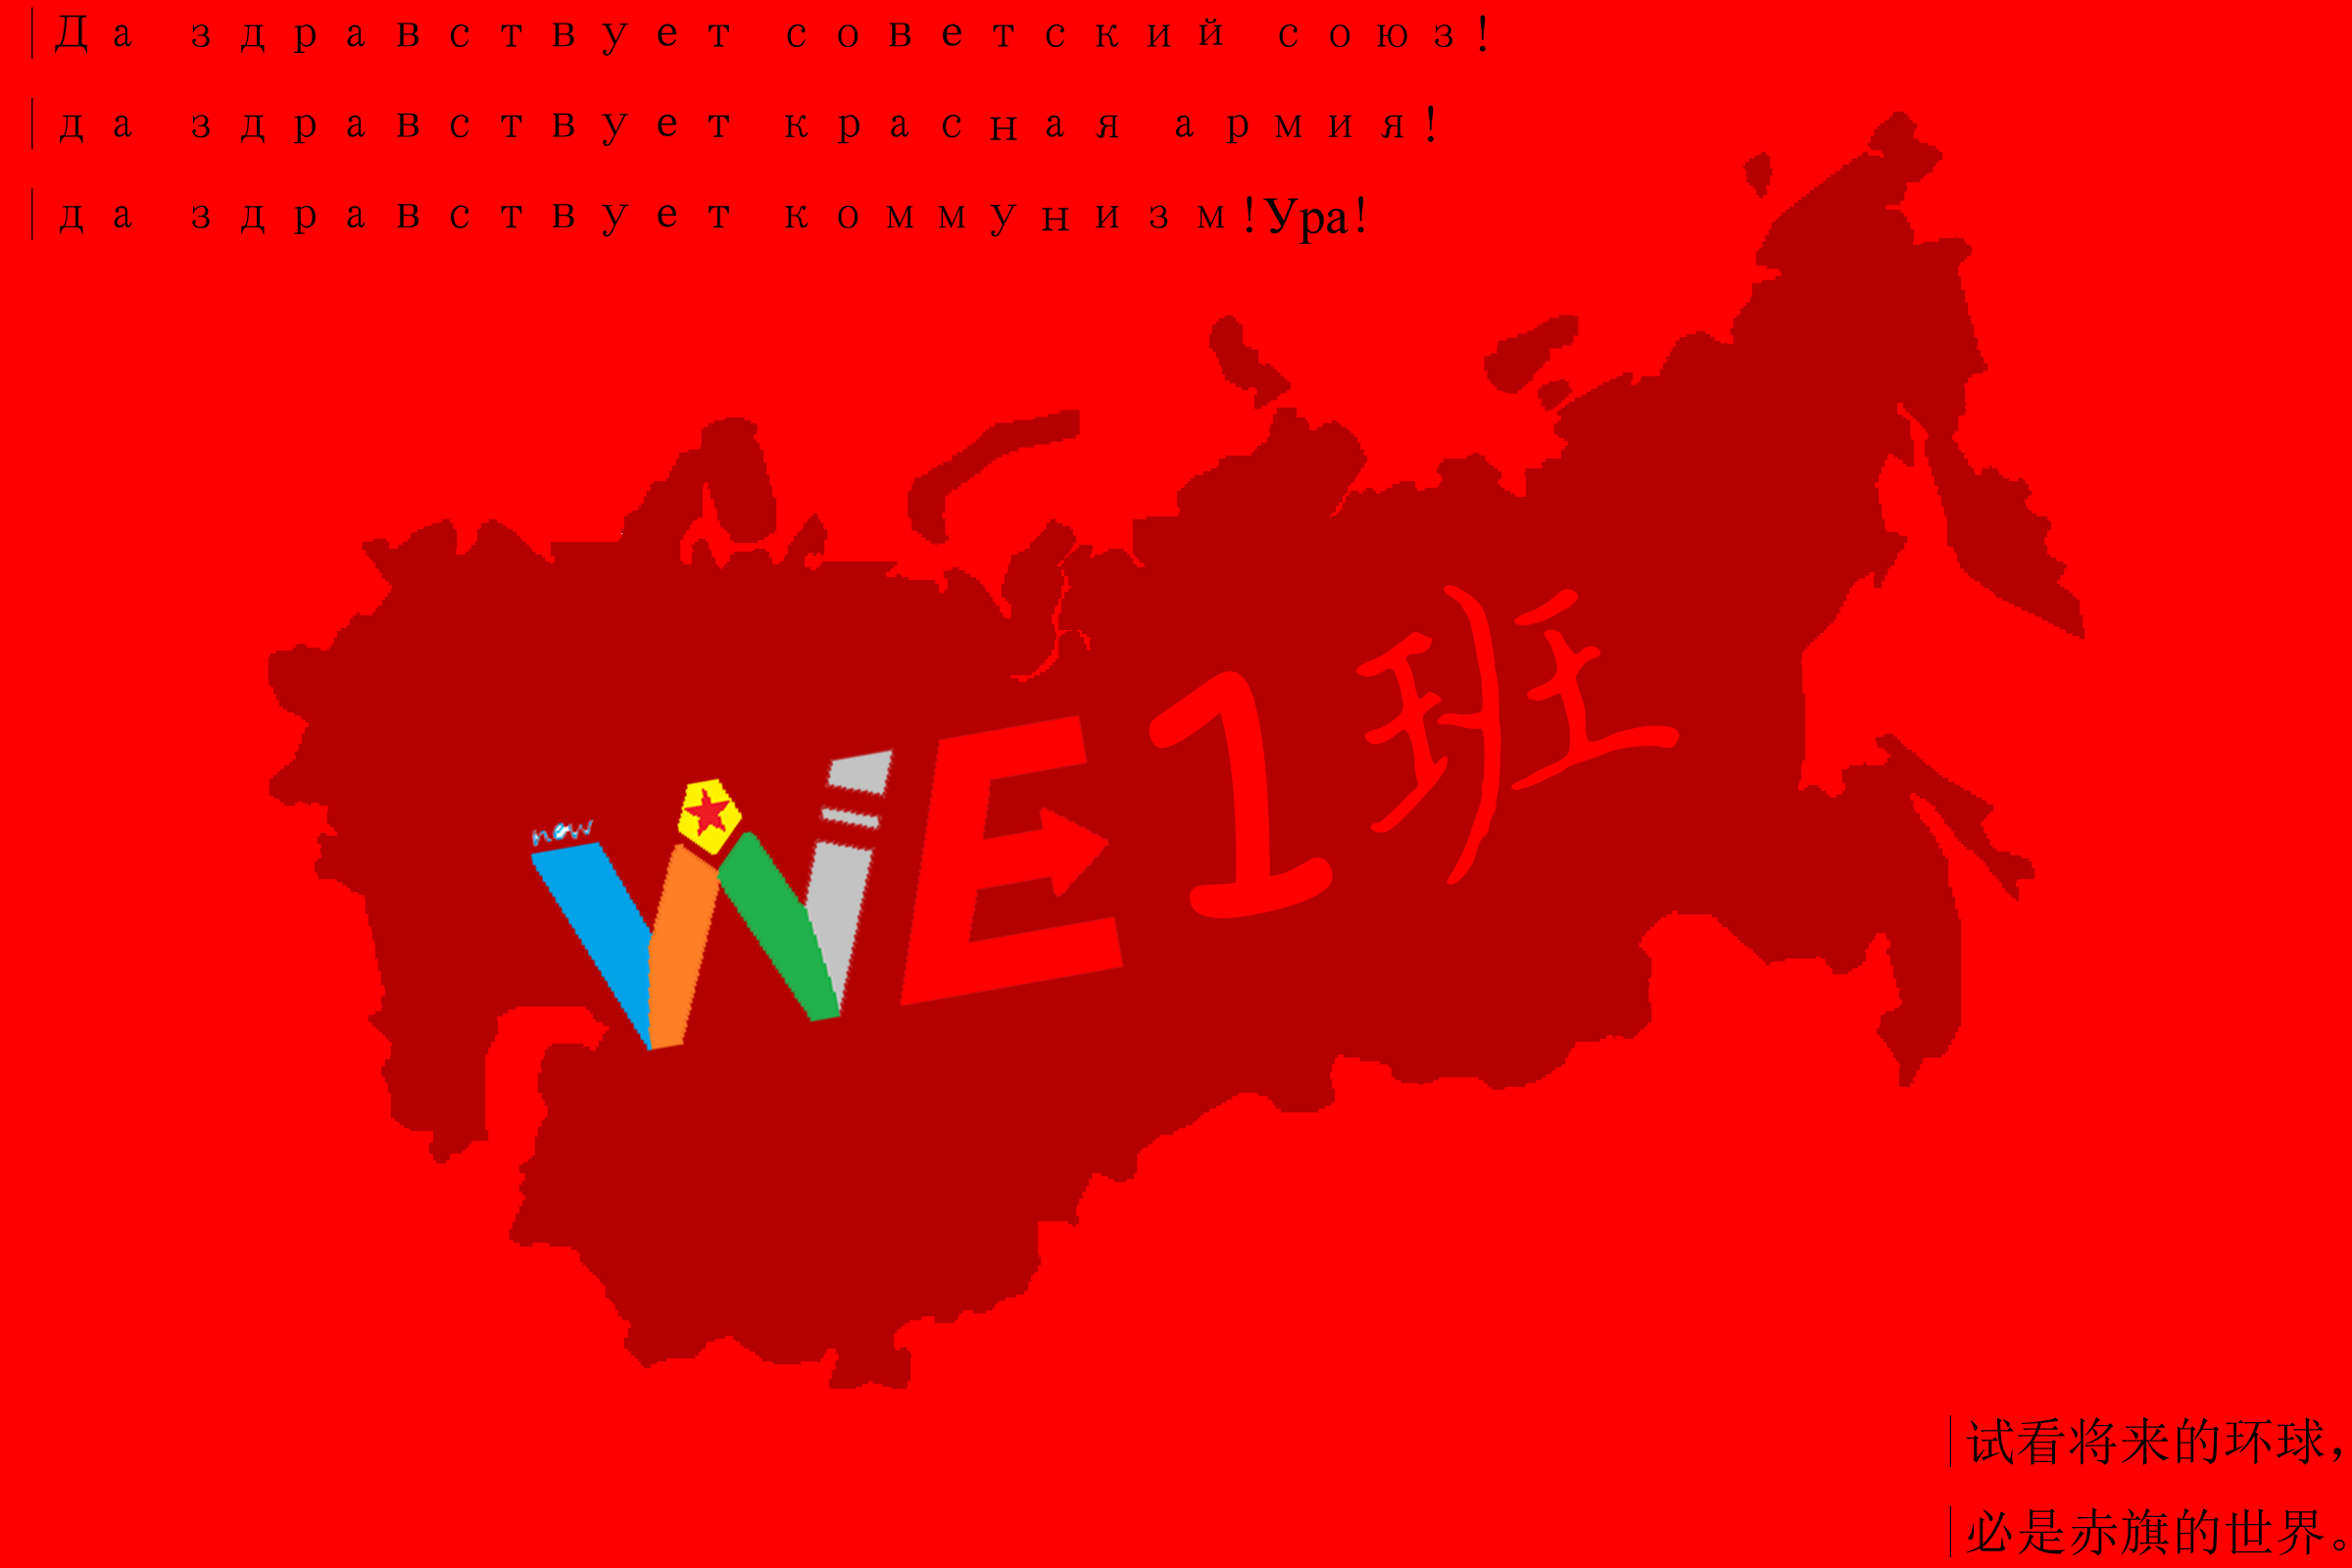 |Да здравствует советский союз!
|да здравствует красная армия!
|да здравствует коммунизм!Ура!
new
WE1班
|试看将来的环球,
|必是赤旗的世界。